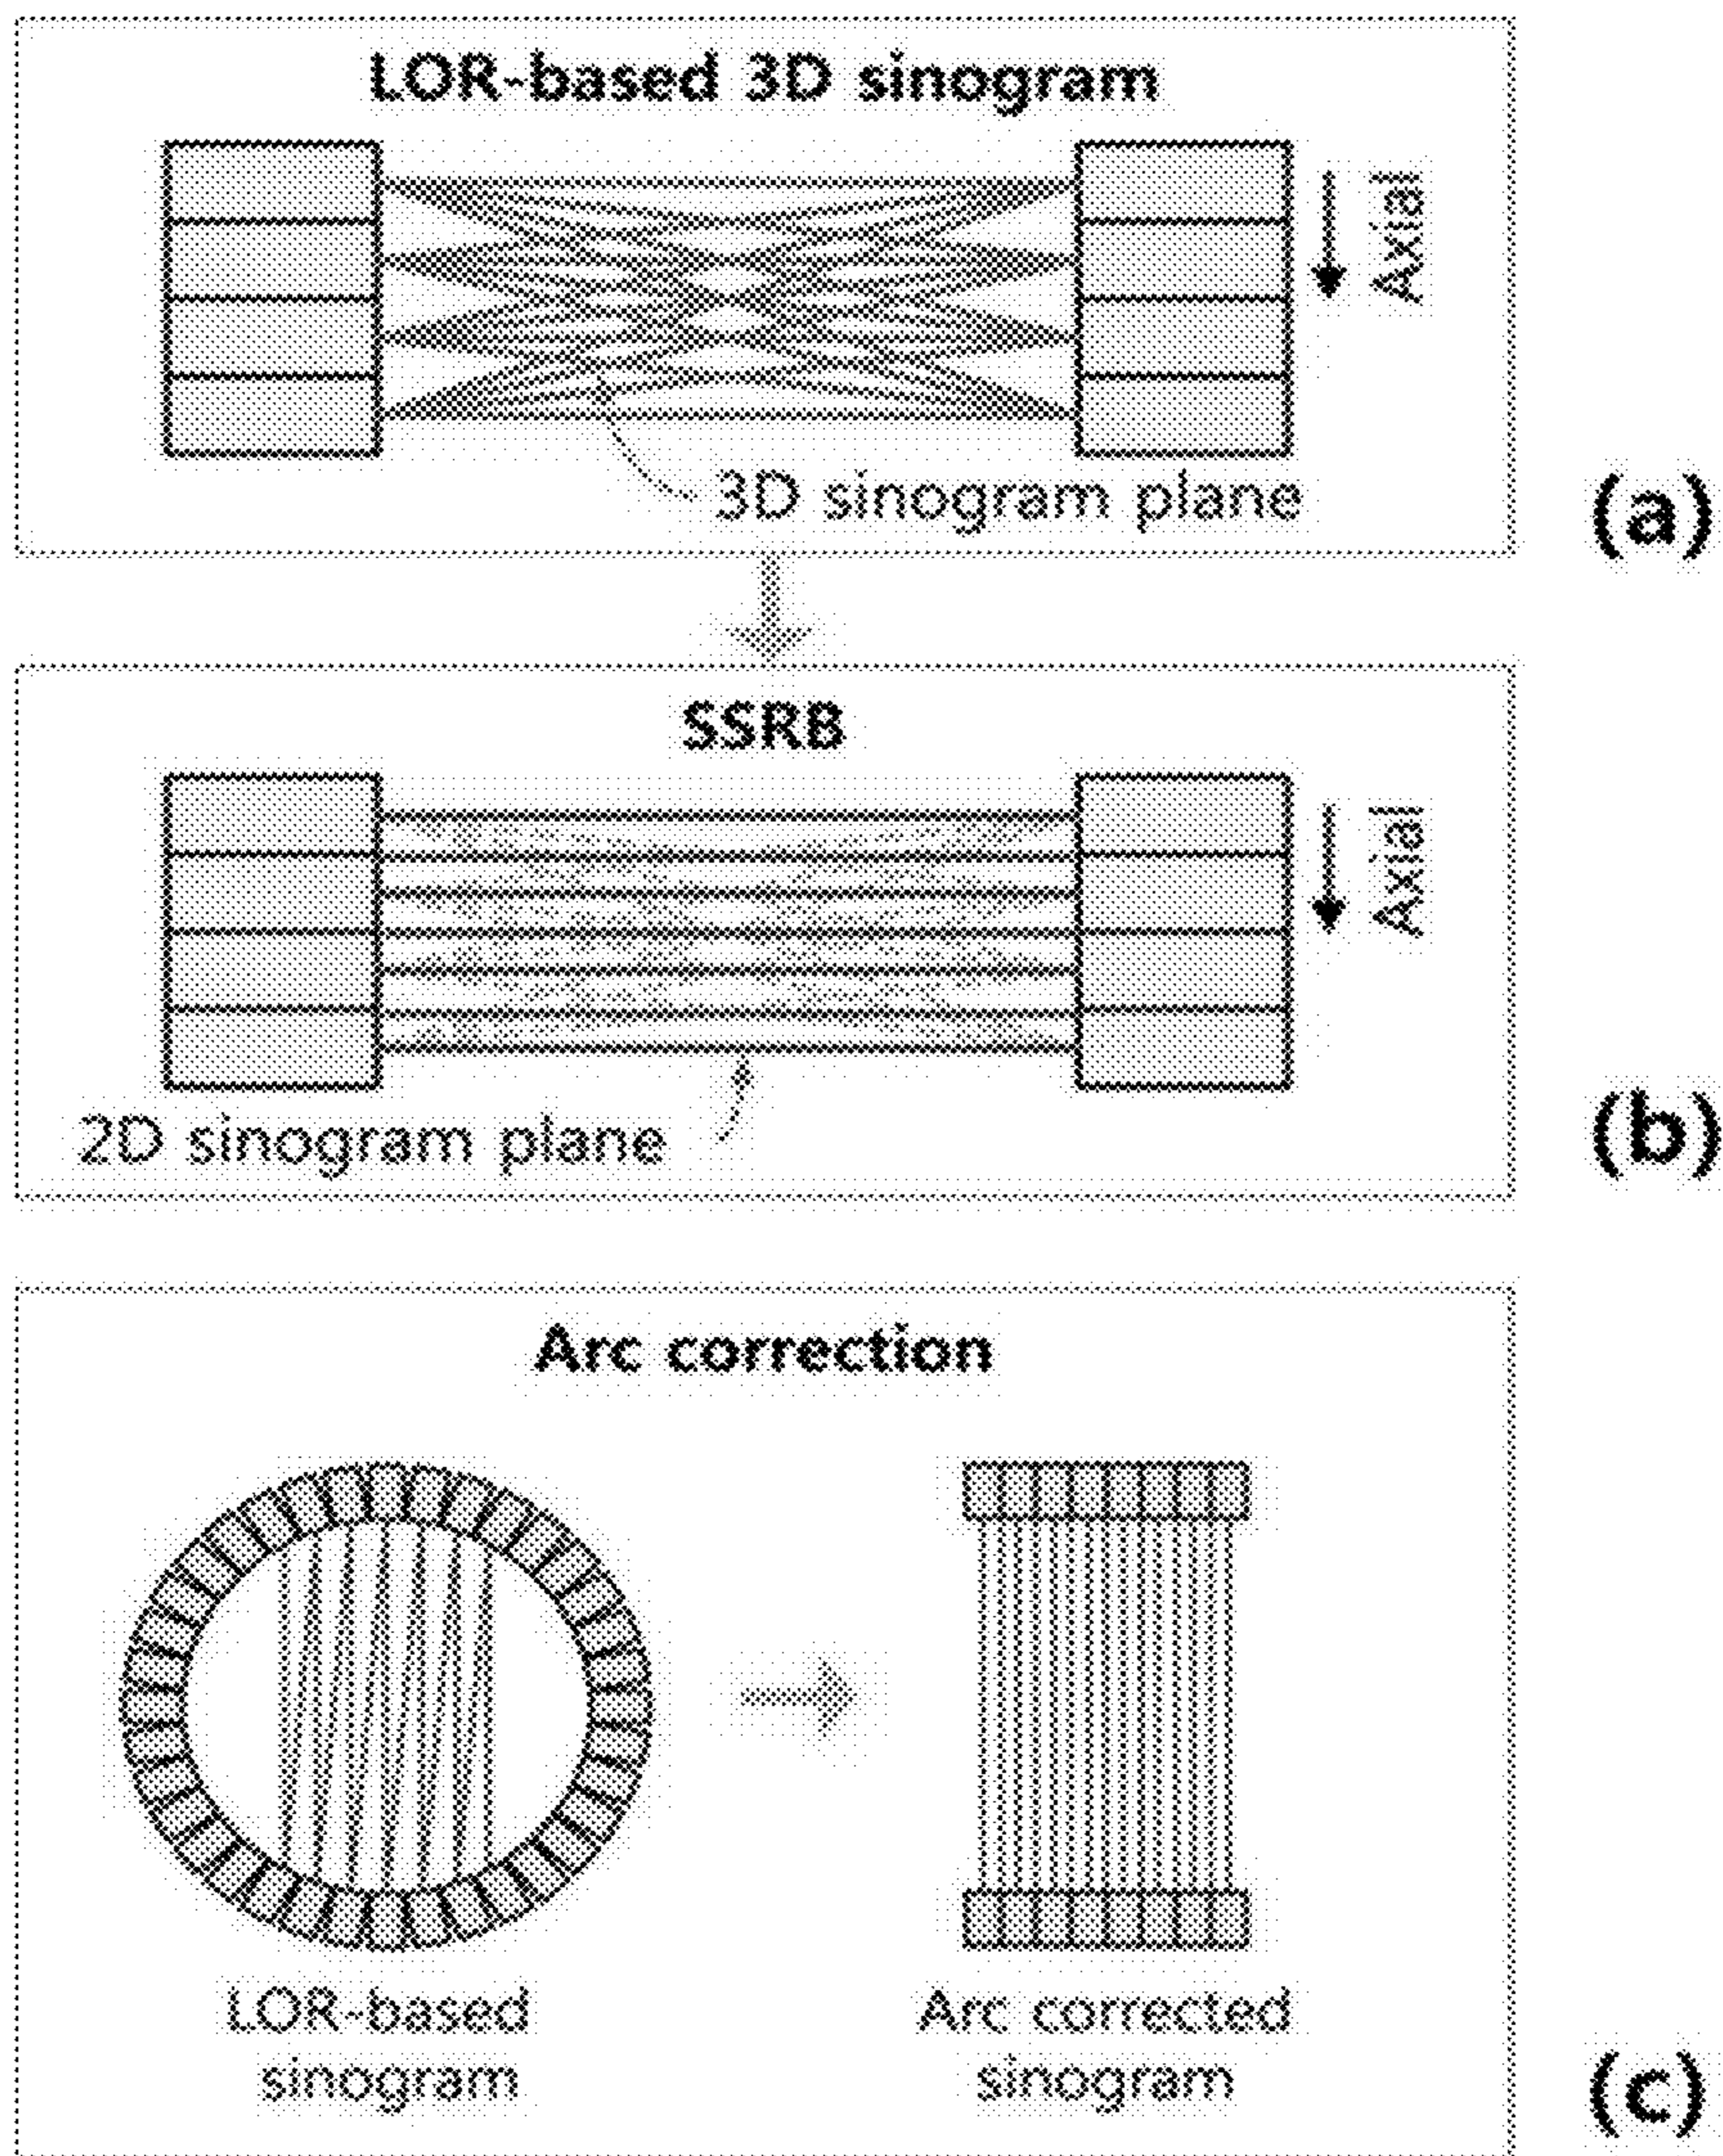 LOR-based 3D sinogram
Axial
3D sinogram plane
(a)
SSRB
Axial
2D sinogram plane
(b)
Arc correction
LOR-based
sinogram
Arc corrected
sinogram
(c)